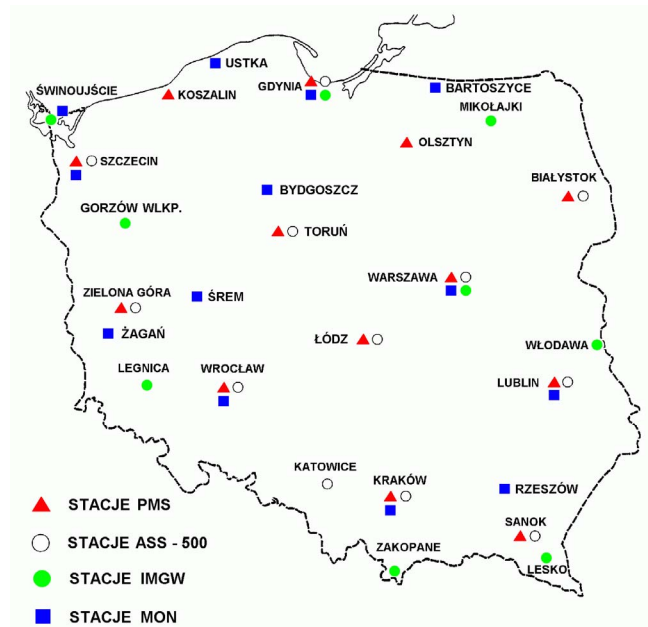 USTKA
GDYNIA
BARTOSZYCE
ŚWINOUJŚCIE
KOSZALIN
MIKOŁAJKI
OLSZTYN
SZCZECIN
BIAŁYSTOK
BYDGOSZCZ
GORZÓW WLKP.
TORUŃ
WARSZAWA
ZIELONA GÓRA
ŚREM
ŻAGAŃ
ŁÓDZ
WŁODAWA
LEGNICA
WROCŁAW
LUBLIN
KATOWICE
KRAKÓW
RZESZÓW
STACJE PMS
SANOK
STACJE ASS - 500
ZAKOPANE
LESKO
STACJE IMGW
STACJE MON